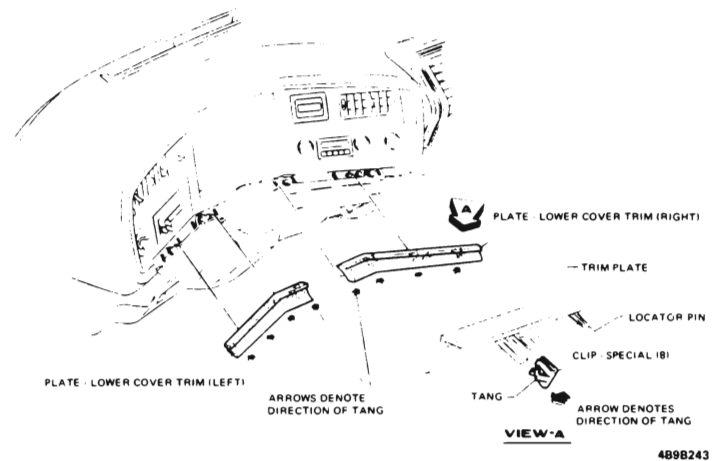 A
PLATE - LOWER COVER TRIM (RIGHT)
TRIM PLATE
LOCATOR PIN
CLIP - SPECIAL (8)
PLATE - LOWER COVER TRIM (LEFT)
ARROWS DENOTE
DIRECTION OF TANG
TANG
ARROW DENOTES
DIRECTION OF TANG
VIEW-A
4B9B243